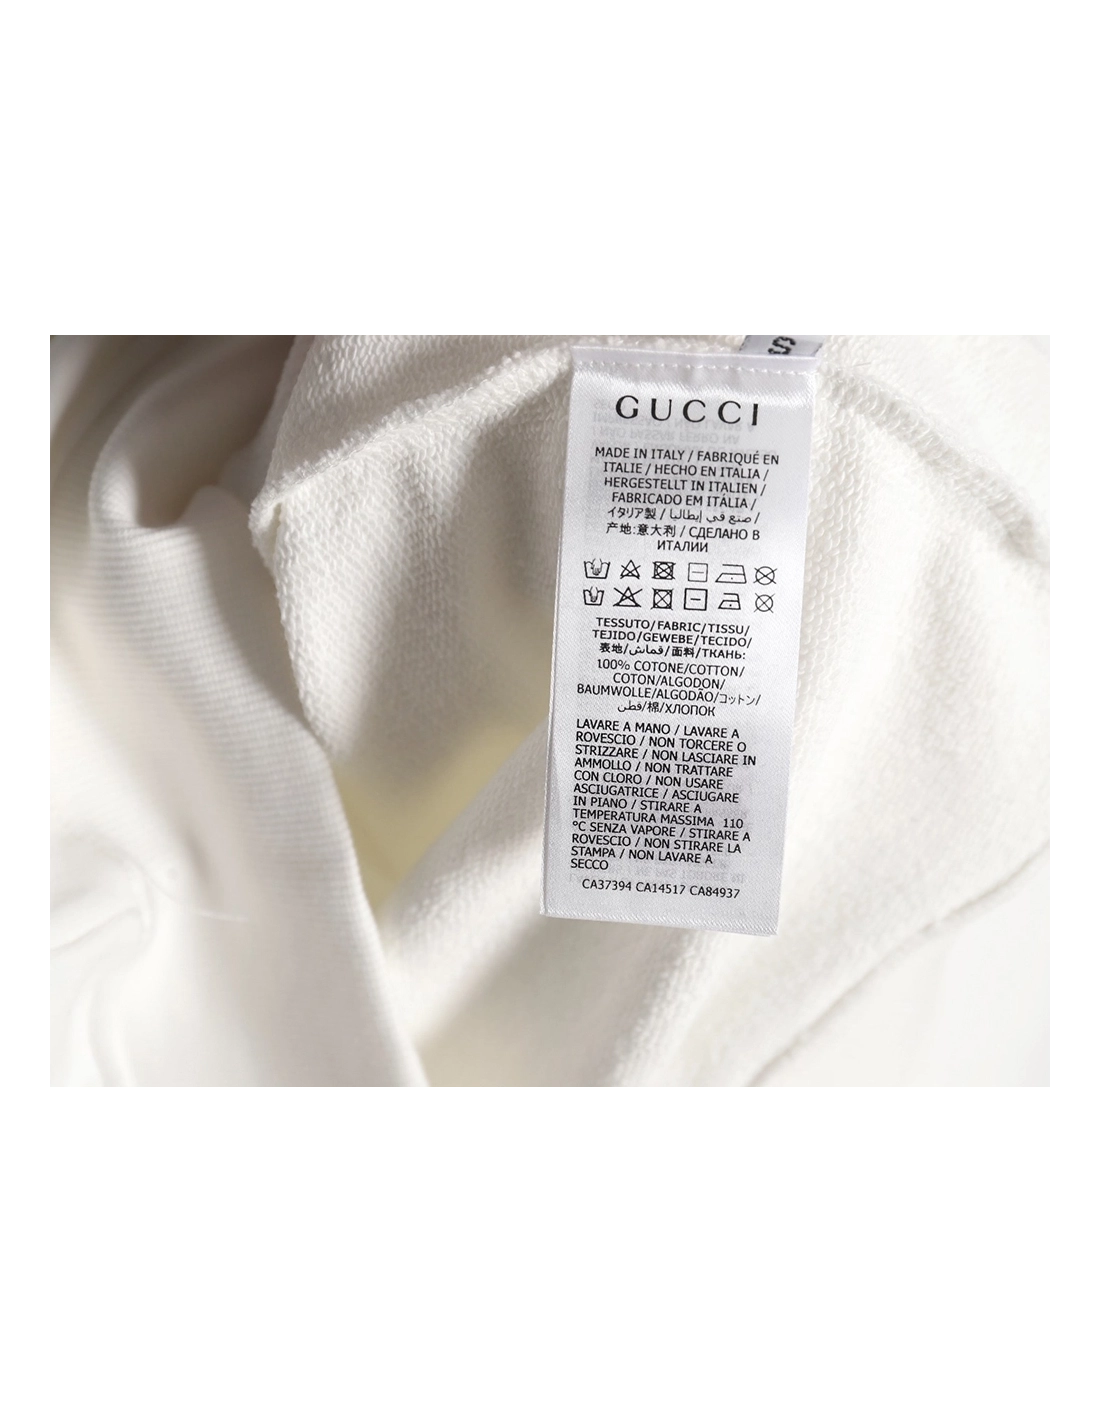 S
GUCCI
MADE IN ITALY / FABRIQUÉ EN
ITALIE / HECHO EN ITALIA /
HERGESTELLT IN ITALIEN /
FABRICADO EM ITÁLIA /
イタリア製 / صنع في إيطاليا /
产地:意大利 / СДЕЛАНО В
ИТАЛИИ
TESSUTO/FABRIC/TISSU/
TEJIDO/GEWEBE/TECIDO/
表地/قماش/面料/ТКАНЬ:
100% COTONE/COTTON/
COTON/ALGODON/
BAUMWOLLE/ALGODÃO/コットン/
قطن/棉/ХЛОПОК
LAVARE A MANO / LAVARE A
ROVESCIO / NON TORCERE O
STRIZZARE / NON LASCIARE IN
AMMOLLO / NON TRATTARE
CON CLORO / NON USARE
ASCIUGATRICE / ASCIUGARE
IN PIANO / STIRARE A
TEMPERATURA MASSIMA 110
°C SENZA VAPORE / STIRARE A
ROVESCIO / NON STIRARE LA
STAMPA / NON LAVARE A
SECCO
CA37394 CA14517 CA84937